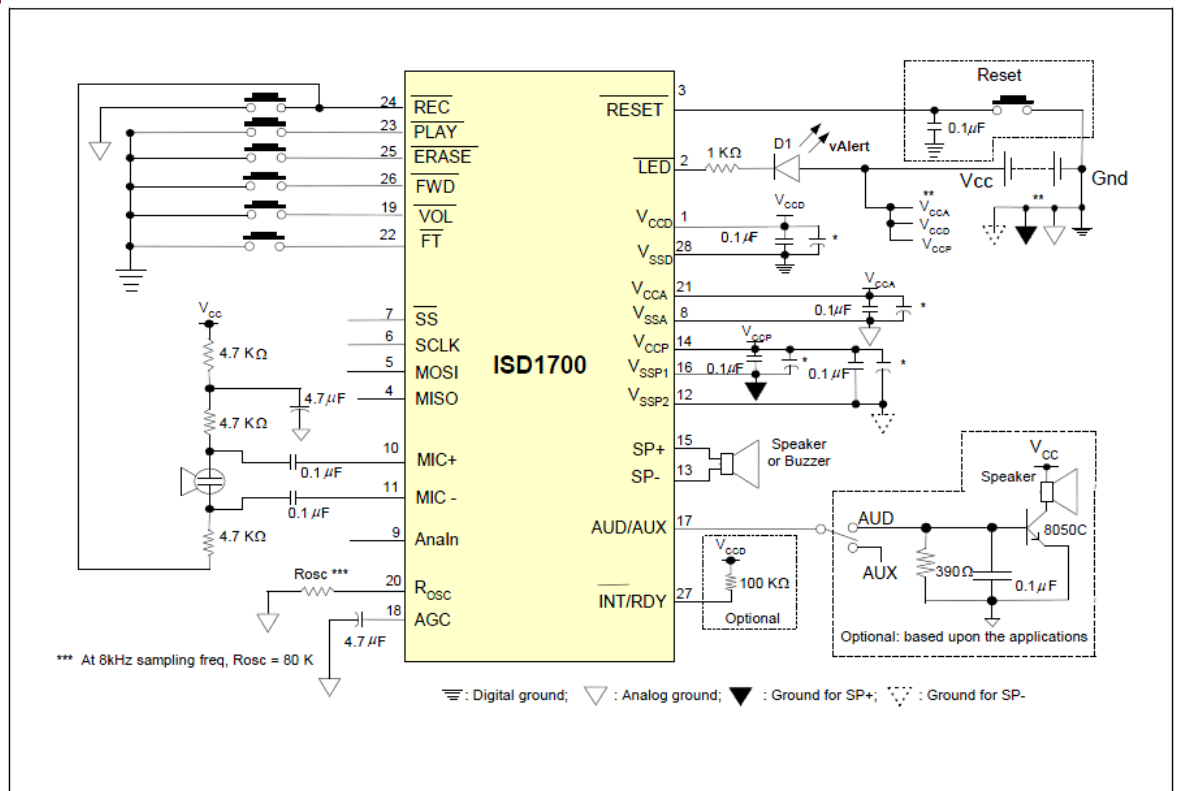 Reset
3
RESET
0.1µF
24
REC
23
PLAY
25
ERASE
26
FWD
19
VOL
22
FT
D1
vAlert
1 KΩ
2
LED
Vcc
Gnd
**
**
VCCA
VCCD
VCCP
VCCD
VCCD
1
0.1µF
*
VSSD
28
VCCA
VCCA
21
0.1µF
*
VSSA
8
VCCP
VCCP
14
VSSP1
16
0.1µF
*
0.1µF
*
VSSP2
12
VCC
4.7 KΩ
4.7µF
4.7 KΩ
0.1µF
0.1µF
4.7 KΩ
7
SS
6
SCLK
5
MOSI
4
MISO
ISD1700
10
MIC+
11
MIC -
9
AnaIn
Rosc ***
20
ROSC
18
AGC
4.7µF
SP+
15
SP-
13
Speaker
or Buzzer
AUD/AUX
17
VCCD
100 KΩ
INT/RDY
27
Optional
VCC
Speaker
AUD
8050C
AUX
390Ω
0.1µF
Optional: based upon the applications
*** At 8kHz sampling freq, Rosc = 80 K
: Digital ground; : Analog ground; : Ground for SP+; : Ground for SP-